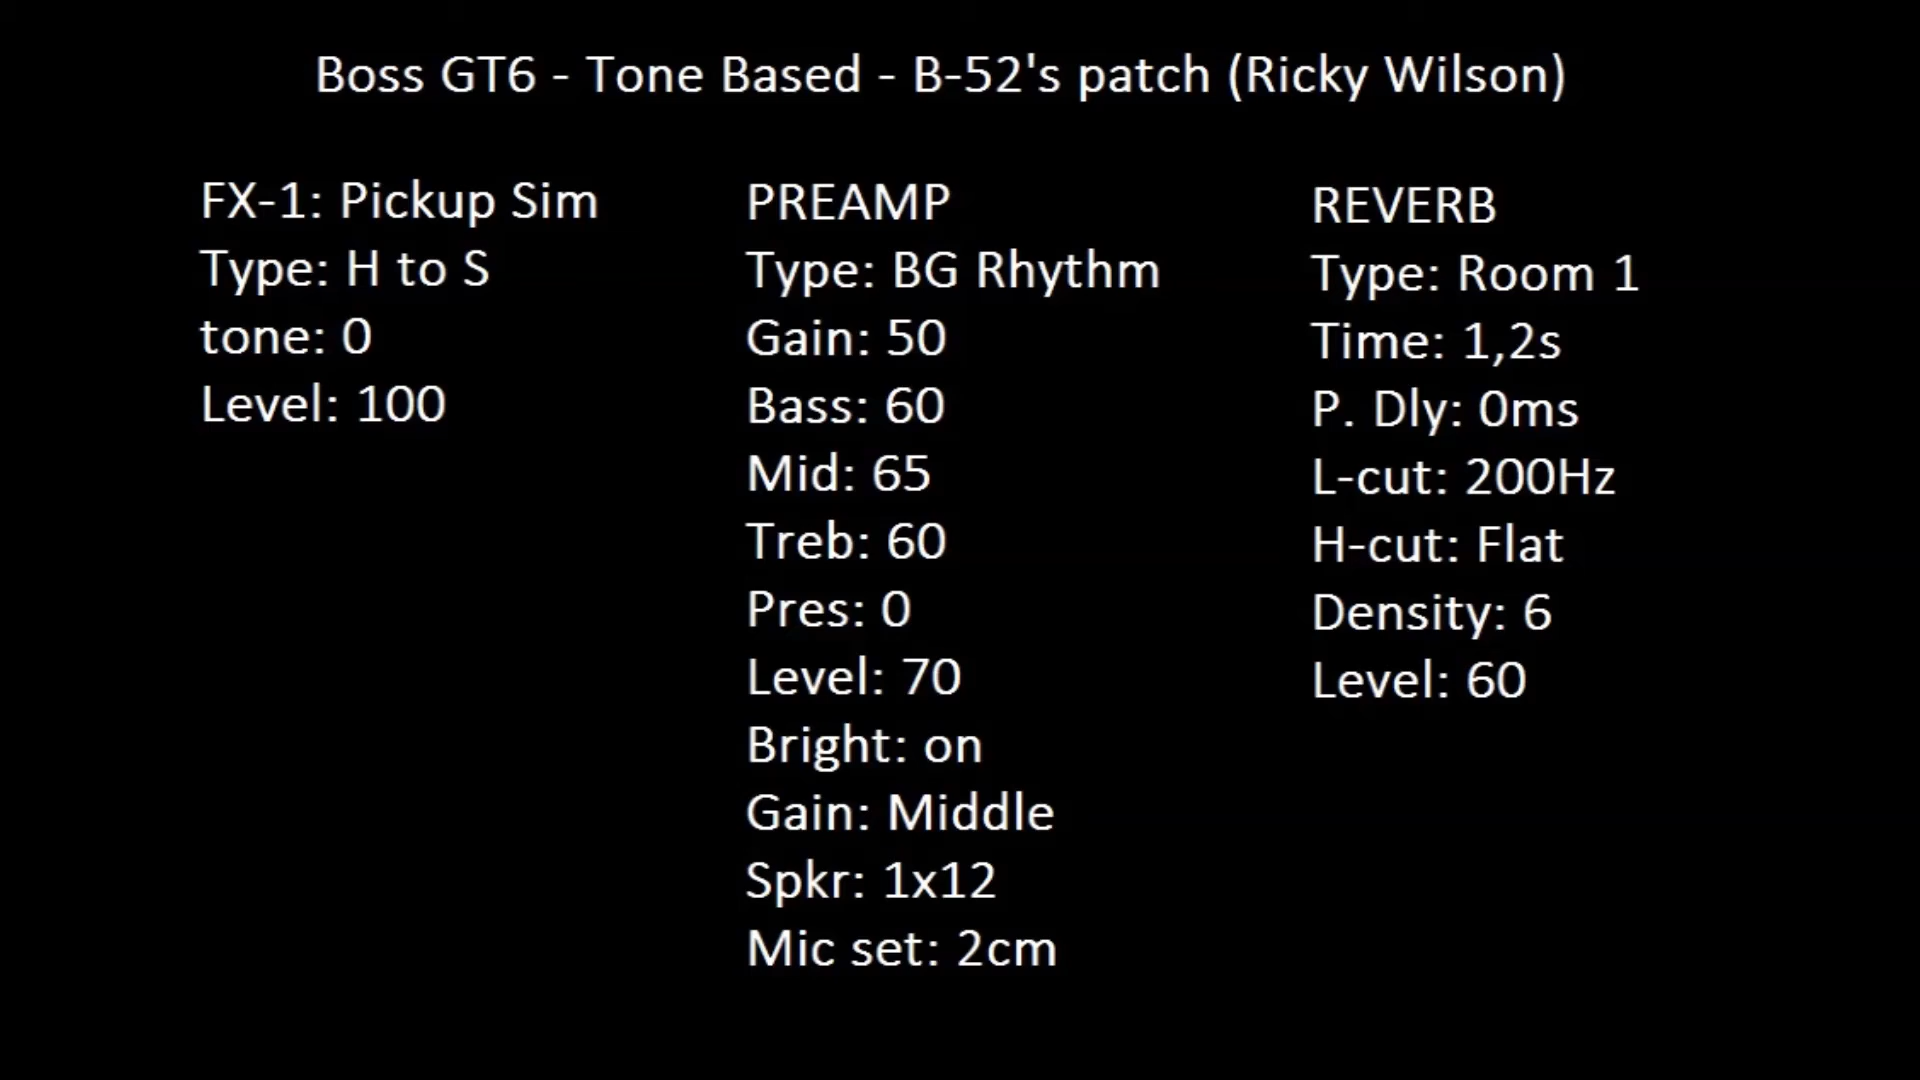 Boss GT6 - Tone Based - B-52's patch (Ricky Wilson)
FX-1: Pickup Sim
Type: H to S
tone: 0
Level: 100
PREAMP
Type: BG Rhythm
Gain: 50
Bass: 60
Mid: 65
Treb: 60
Pres: 0
Level: 70
Bright: on
Gain: Middle
Spkr: 1x12
Mic set: 2cm
REVERB
Type: Room 1
Time: 1,2s
P. Dly: 0ms
L-cut: 200Hz
H-cut: Flat
Density: 6
Level: 60